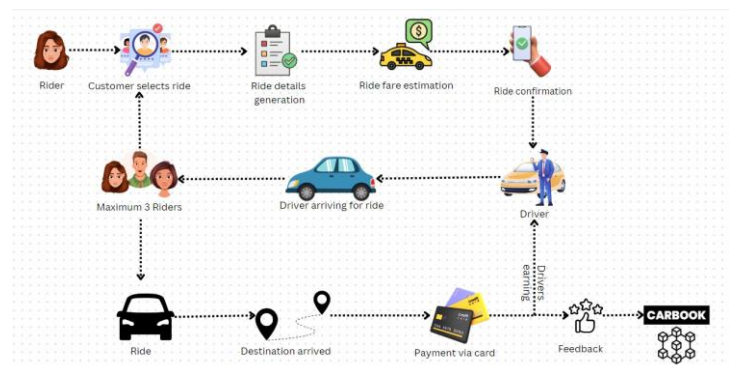 Rider
Customer selects ride
Ride details
generation
Ride fare estimation
Ride confirmation
Maximum 3 Riders
Driver arriving for ride
Driver
Drivers
earning
Ride
Destination arrived
Payment via card
Feedback
CARBOOK